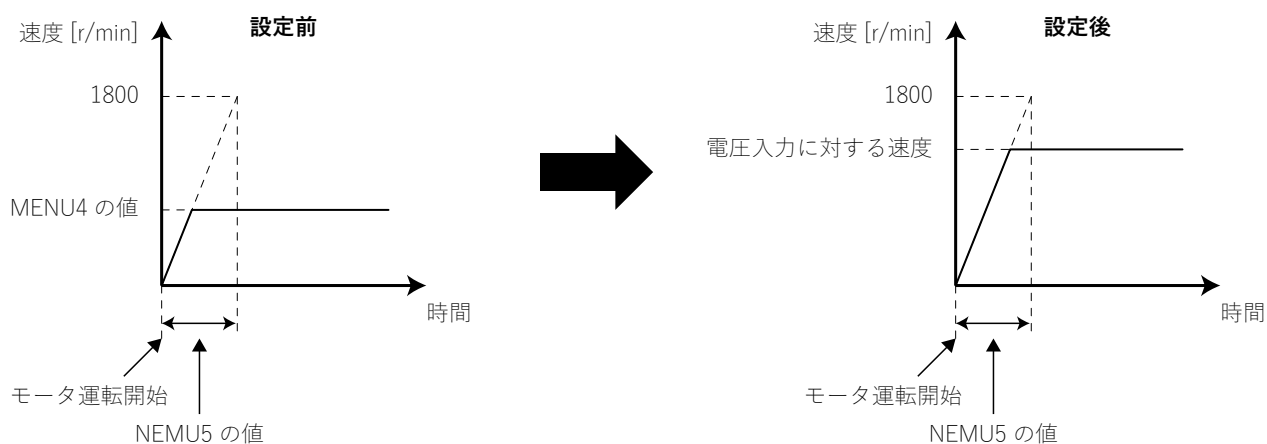 設定前
速度 [r/min]
1800
MENU4 の値
時間
モータ運転開始
NEMU5 の値
設定後
速度 [r/min]
1800
電圧入力に対する速度
時間
モータ運転開始
NEMU5 の値